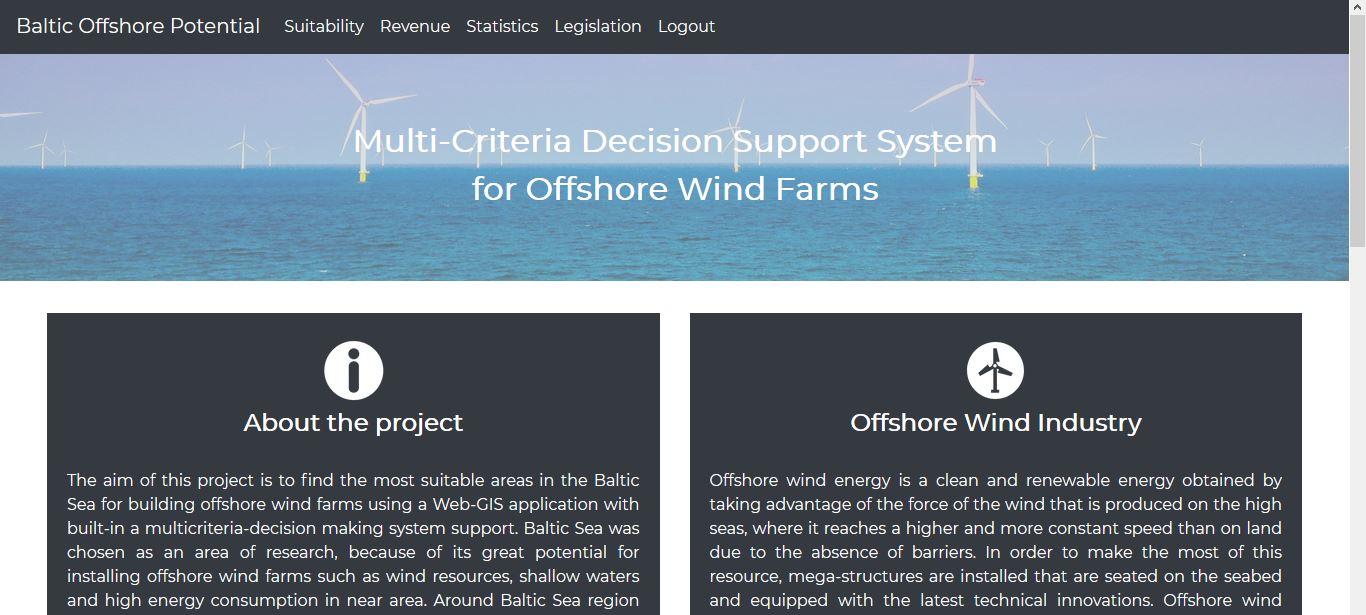 Baltic Offshore Potential Suitability Revenue Statistics Legislation Logout
Multi-Criteria Decision Support System
for Offshore Wind Farms
About the project
The aim of this project is to find the most suitable areas in the Baltic
Sea for building offshore wind farms using a Web-GIS application with
built-in a multicriteria-decision making system support. Baltic Sea was
chosen as an area of research, because of its great potential for
installing offshore wind farms such as wind resources, shallow waters
and high energy consumption in near area. Around Baltic Sea region
Offshore Wind Industry
Offshore wind energy is a clean and renewable energy obtained by
taking advantage of the force of the wind that is produced on the high
seas, where it reaches a higher and more constant speed than on land
due to the absence of barriers. In order to make the most of this
resource, mega-structures are installed that are seated on the seabed
and equipped with the latest technical innovations. Offshore wind